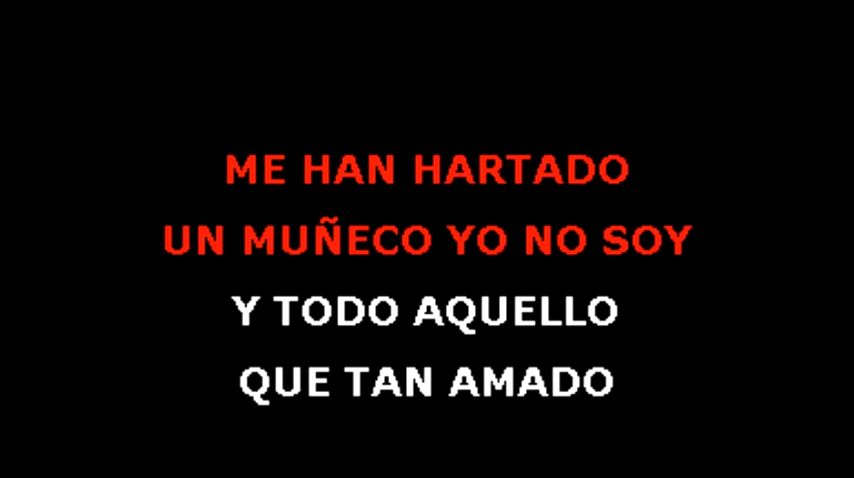 ME HAN HARTADO
UN MUÑECO YO NO SOY
Y TODO AQUELLO
QUE TAN AMADO